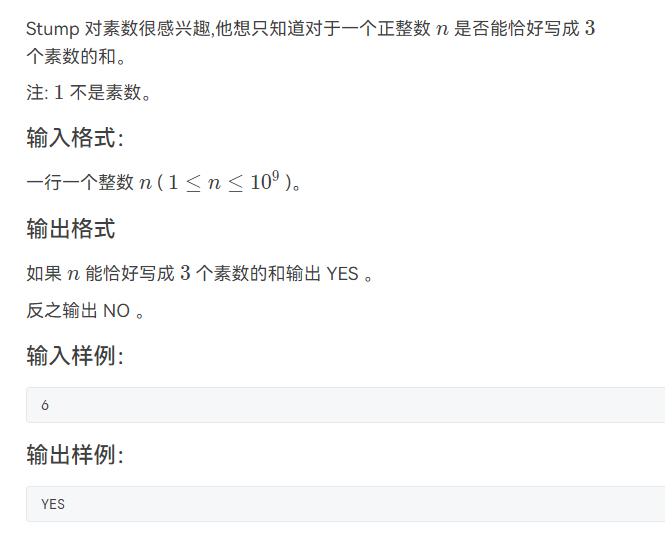 Stump 对素数很感兴趣,他想只知道对于一个正整数 n 是否能恰好写成 3
个素数的和。
注: 1 不是素数。
输入格式：
一行一个整数 n ( 1 ≤ n ≤ 10⁹ )。
输出格式
如果 n 能恰好写成 3 个素数的和输出 YES 。
反之输出 NO 。
输入样例：
6
输出样例：
YES